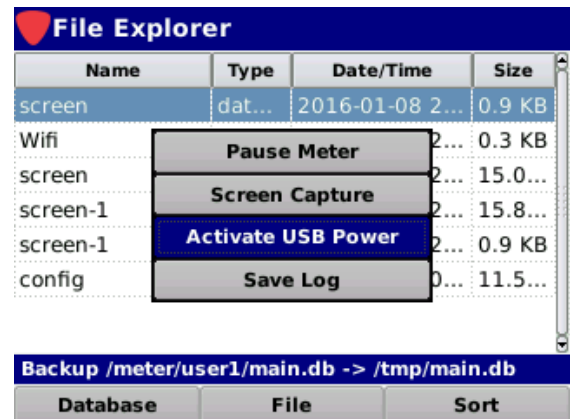 File Explorer
Name Type Date/Time Size
screen dat... 2016-01-08 2... 0.9 KB
Wifi 2... 0.3 KB
Pause Meter
screen 2... 15.0...
Screen Capture
screen-1 2... 15.8...
Activate USB Power
screen-1 2... 0.9 KB
config 0... 11.5...
Save Log
Backup /meter/user1/main.db -> /tmp/main.db
Database File Sort